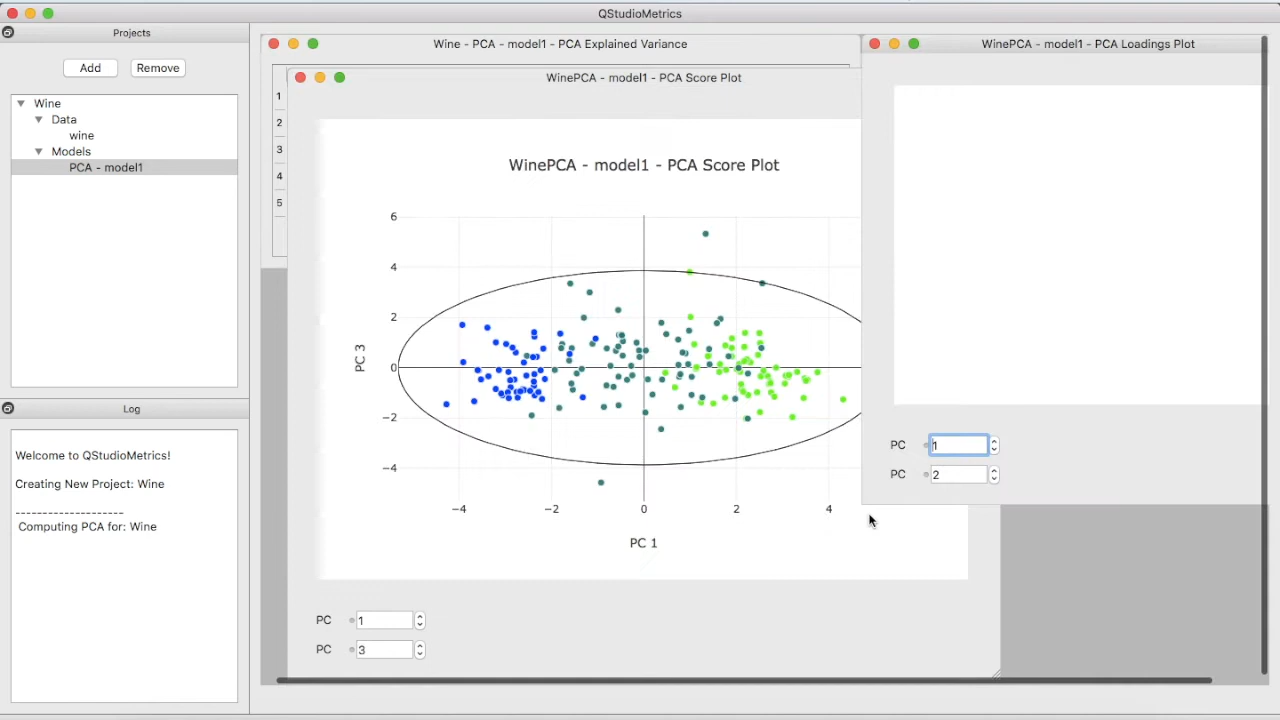 QStudioMetrics
Projects
Add
Remove
Wine
Data
wine
Models
PCA - model1
Log
Welcome to QStudioMetrics!
Creating New Project: Wine
--------------------
Computing PCA for: Wine
Wine - PCA - model1 - PCA Explained Variance
1
2
3
4
5
WinePCA - model1 - PCA Score Plot
WinePCA - model1 - PCA Score Plot
6
4
2
0
−2
−4
PC 3
−4
−2
0
2
4
PC 1
PC 1
PC 3
WinePCA - model1 - PCA Loadings Plot
PC 1
PC 2